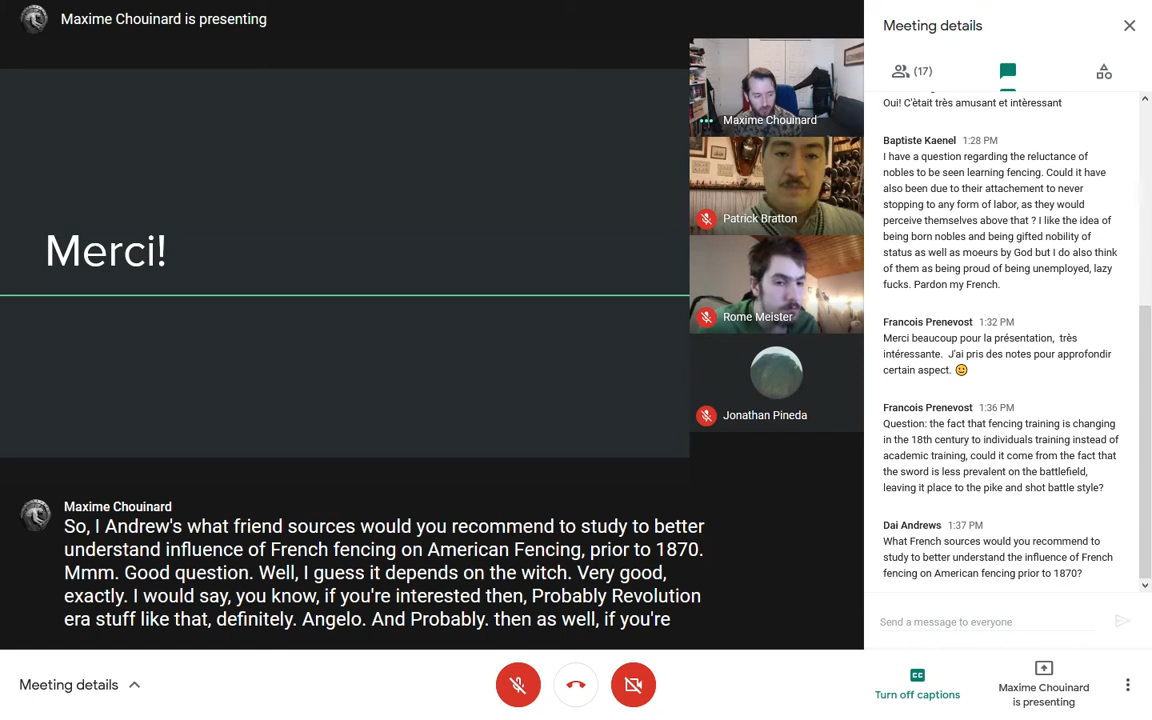 Maxime Chouinard is presenting
Merci!
Maxime Chouinard
Patrick Bratton
Rome Meister
Jonathan Pineda
Maxime Chouinard
So, I Andrew's what friend sources would you recommend to study to better
understand influence of French fencing on American Fencing, prior to 1870.
Mmm. Good question. Well, I guess it depends on the witch. Very good,
exactly. I would say, you know, if you're interested then, Probably Revolution
era stuff like that, definitely. Angelo. And Probably. then as well, if you're
Meeting details
(17)
Oui! C'ètait très amusant et intèressant
Baptiste Kaenel 1:28 PM
I have a question regarding the reluctance of
nobles to be seen learning fencing. Could it have
also been due to their attachement to never
stopping to any form of labor, as they would
perceive themselves above that ? I like the idea of
being born nobles and being gifted nobility of
status as well as moeurs by God but I do also think
of them as being proud of being unemployed, lazy
fucks. Pardon my French.
Francois Prenevost 1:32 PM
Merci beaucoup pour la présentation, très
intéressante. J'ai pris des notes pour approfondir
certain aspect. 🙂
Francois Prenevost 1:36 PM
Question: the fact that fencing training is changing
in the 18th century to individuals training instead of
academic training, could it come from the fact that
the sword is less prevalent on the battlefield,
leaving it place to the pike and shot battle style?
Dai Andrews 1:37 PM
What French sources would you recommend to
study to better understand the influence of French
fencing on American fencing prior to 1870?
Send a message to everyone
Meeting details
CC
Turn off captions
Maxime Chouinard
is presenting